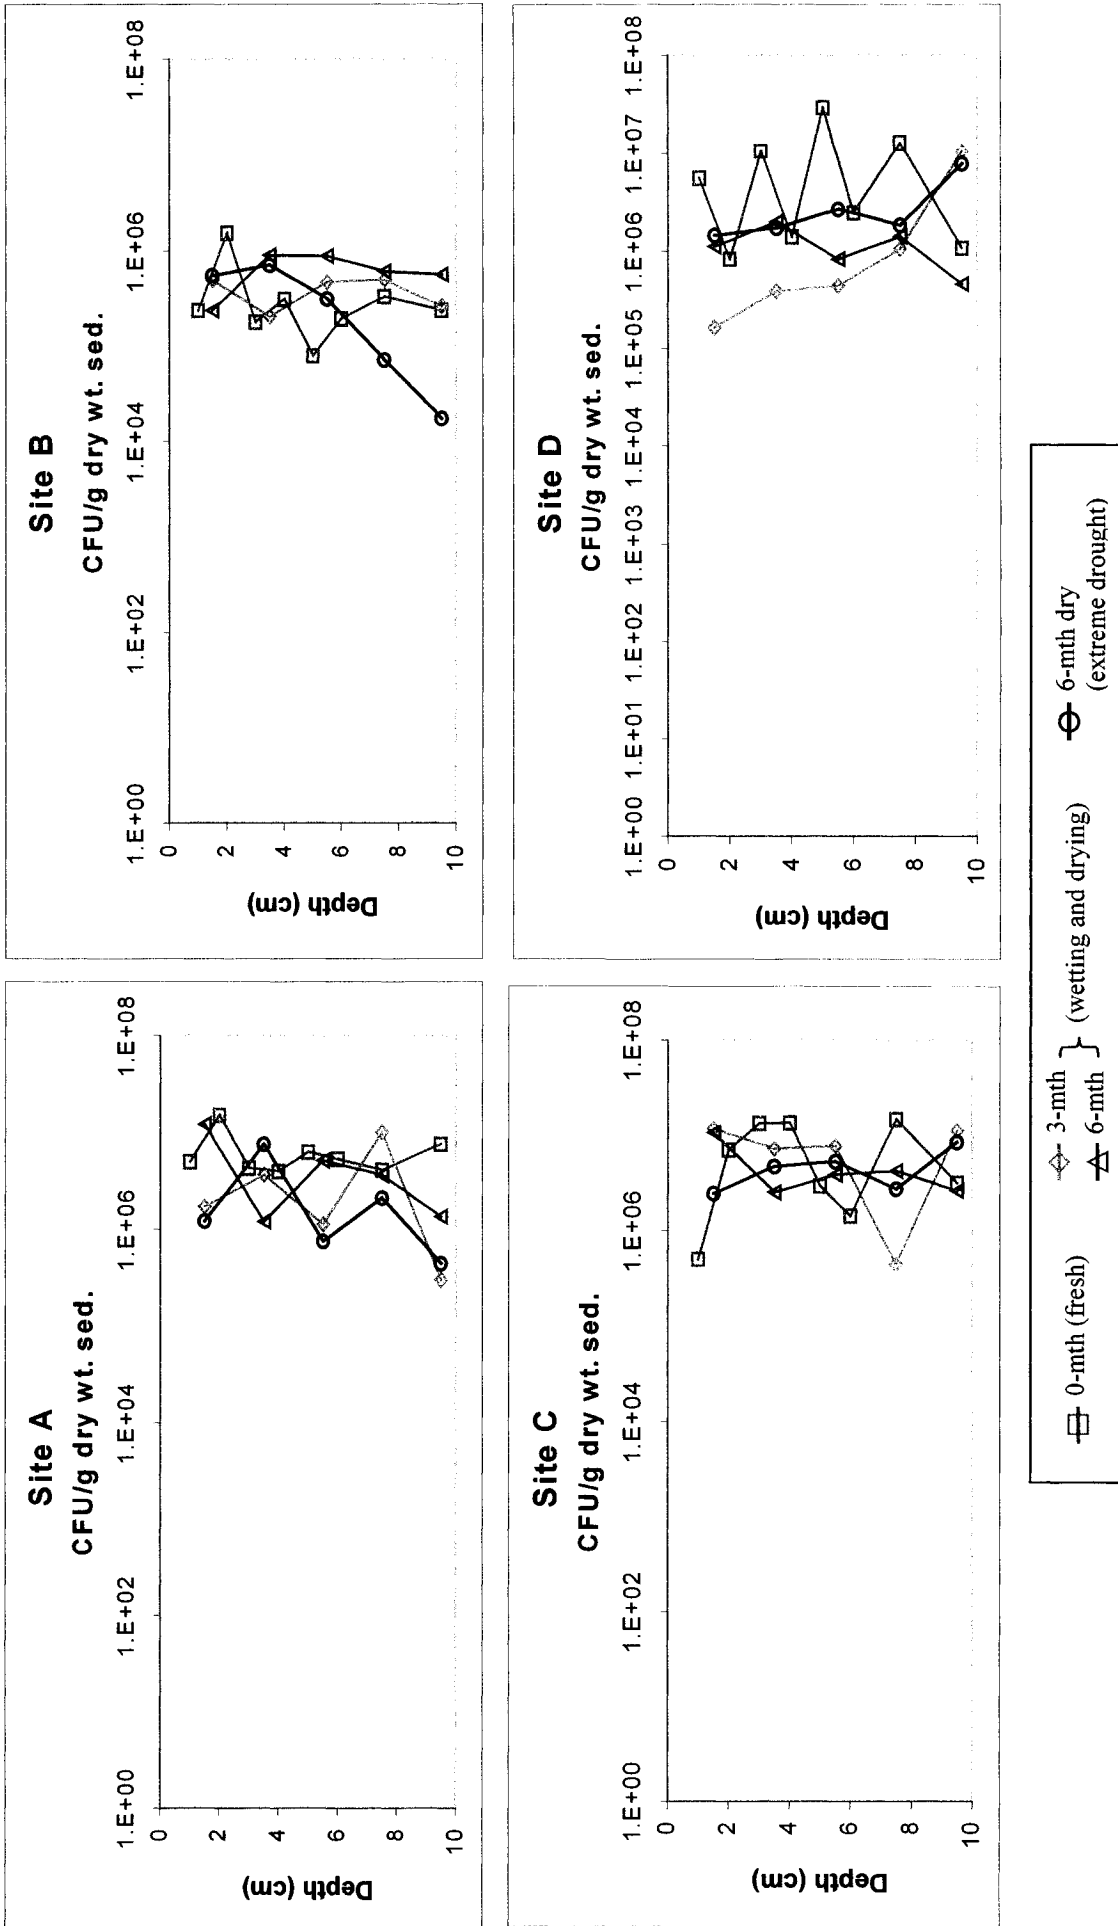 Site A
CFU/g dry wt. sed.
1.E+00 1.E+02 1.E+04 1.E+06 1.E+08
0
2
4
6
8
10
Depth (cm)
Site B
CFU/g dry wt. sed.
1.E+00 1.E+02 1.E+04 1.E+06 1.E+08
0
2
4
6
8
10
Depth (cm)
Site C
CFU/g dry wt. sed.
1.E+00 1.E+02 1.E+04 1.E+06 1.E+08
0
2
4
6
8
10
Depth (cm)
Site D
CFU/g dry wt. sed.
1.E+00 1.E+01 1.E+02 1.E+03 1.E+04 1.E+05 1.E+06 1.E+07 1.E+08
0
2
4
6
8
10
Depth (cm)
0-mth (fresh)
3-mth
6-mth
} (wetting and drying)
6-mth dry
(extreme drought)